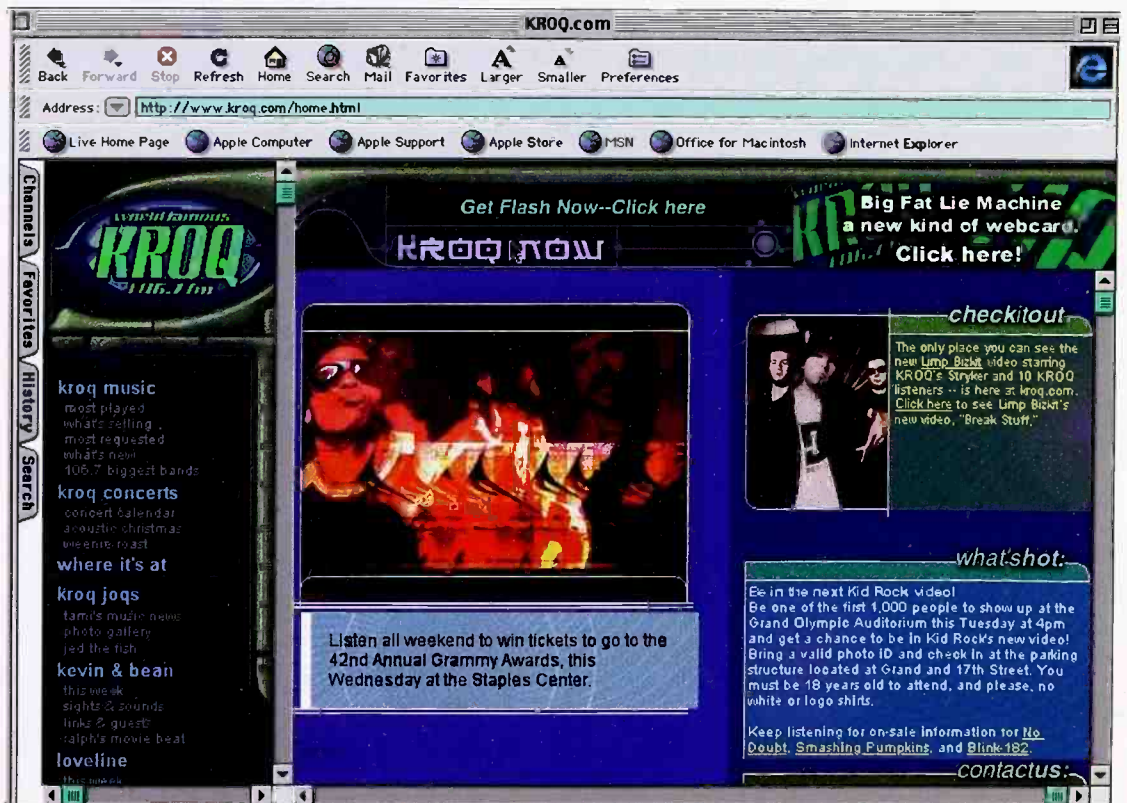 KROQ.com
Back Forward Stop Refresh Home Search Mail Favorites Larger Smaller Preferences
Address: http://www.kroq.com/home.html
Live Home Page Apple Computer Apple Support Apple Store MSN Office for Macintosh Internet Explorer
Channels
Favorites
History
Search
world famous
KROQ
106.7 fm
kroq music
most played
what's selling
most requested
what's new
106.7 biggest bands
kroq concerts
concert calendar
acoustic christmas
weenie roast
where it's at
kroq joqs
tami's music news
photo gallery
jed the fish
kevin & bean
this week
sights & sounds
links & guests
ralph's movie beat
loveline
this week
Get Flash Now--Click here
KROQ NOW
Big Fat Lie Machine
a new kind of webcard.
Click here!
Listen all weekend to win tickets to go to the
42nd Annual Grammy Awards, this
Wednesday at the Staples Center.
checkitout
The only place you can see the
new Limp Bizkit video starring
KROQ's Stryker and 10 KROQ
listeners -- is here at kroq.com.
Click here to see Limp Bizkit's
new video, "Break Stuff."
what'shot:
Be in the next Kid Rock video!
Be one of the first 1,000 people to show up at the
Grand Olympic Auditorium this Tuesday at 4pm
and get a chance to be in Kid Rock's new video!
Bring a valid photo ID and check in at the parking
structure located at Grand and 17th Street. You
must be 18 years old to attend, and please, no
white or logo shirts.
Keep listening for on-sale information for No
Doubt, Smashing Pumpkins, and Blink-182.
contactus: